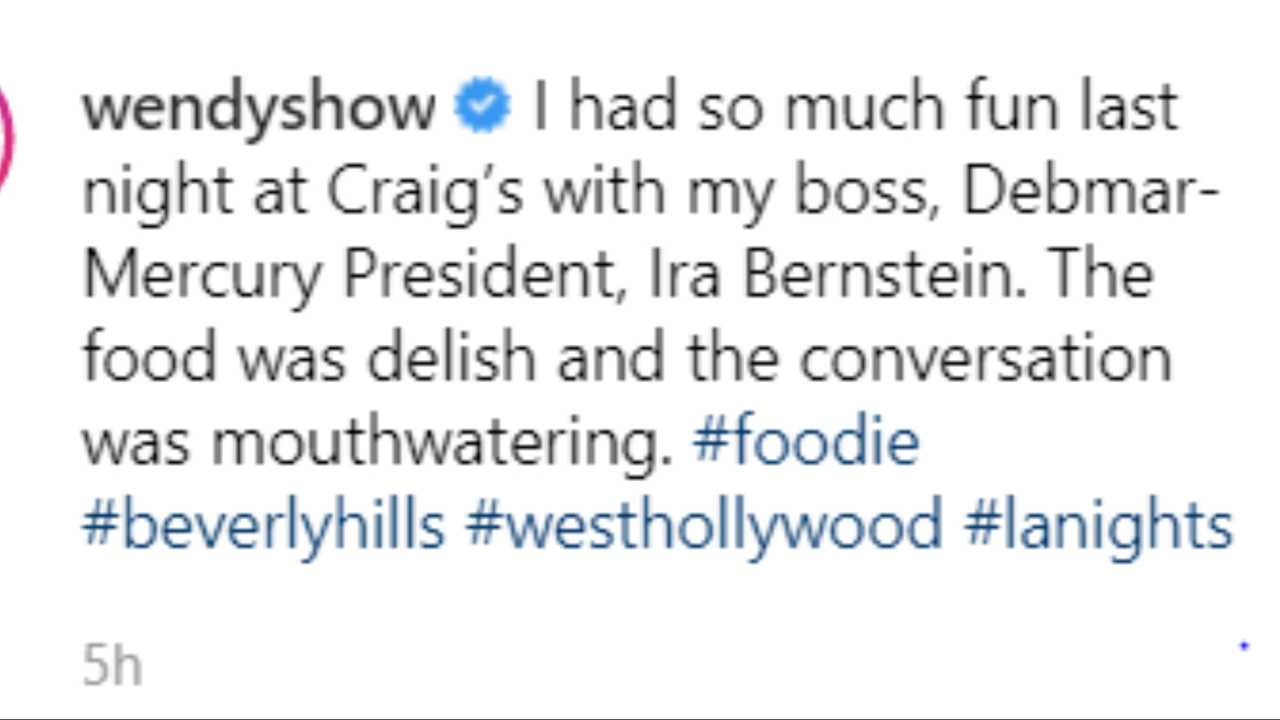 wendyshow I had so much fun last
night at Craig’s with my boss, Debmar-
Mercury President, Ira Bernstein. The
food was delish and the conversation
was mouthwatering. #foodie
#beverlyhills #westhollywood #lanights
5h